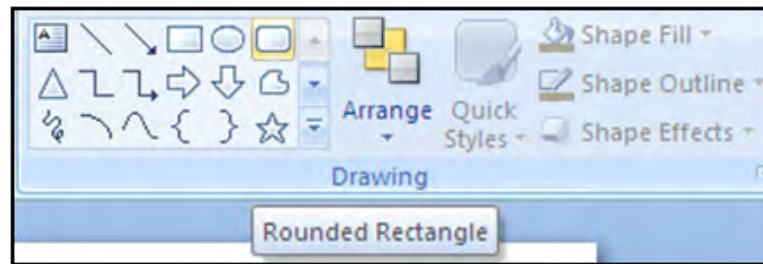 A
Shape Fill
Shape Outline
Arrange
Quick
Styles
Shape Effects
Drawing
Rounded Rectangle